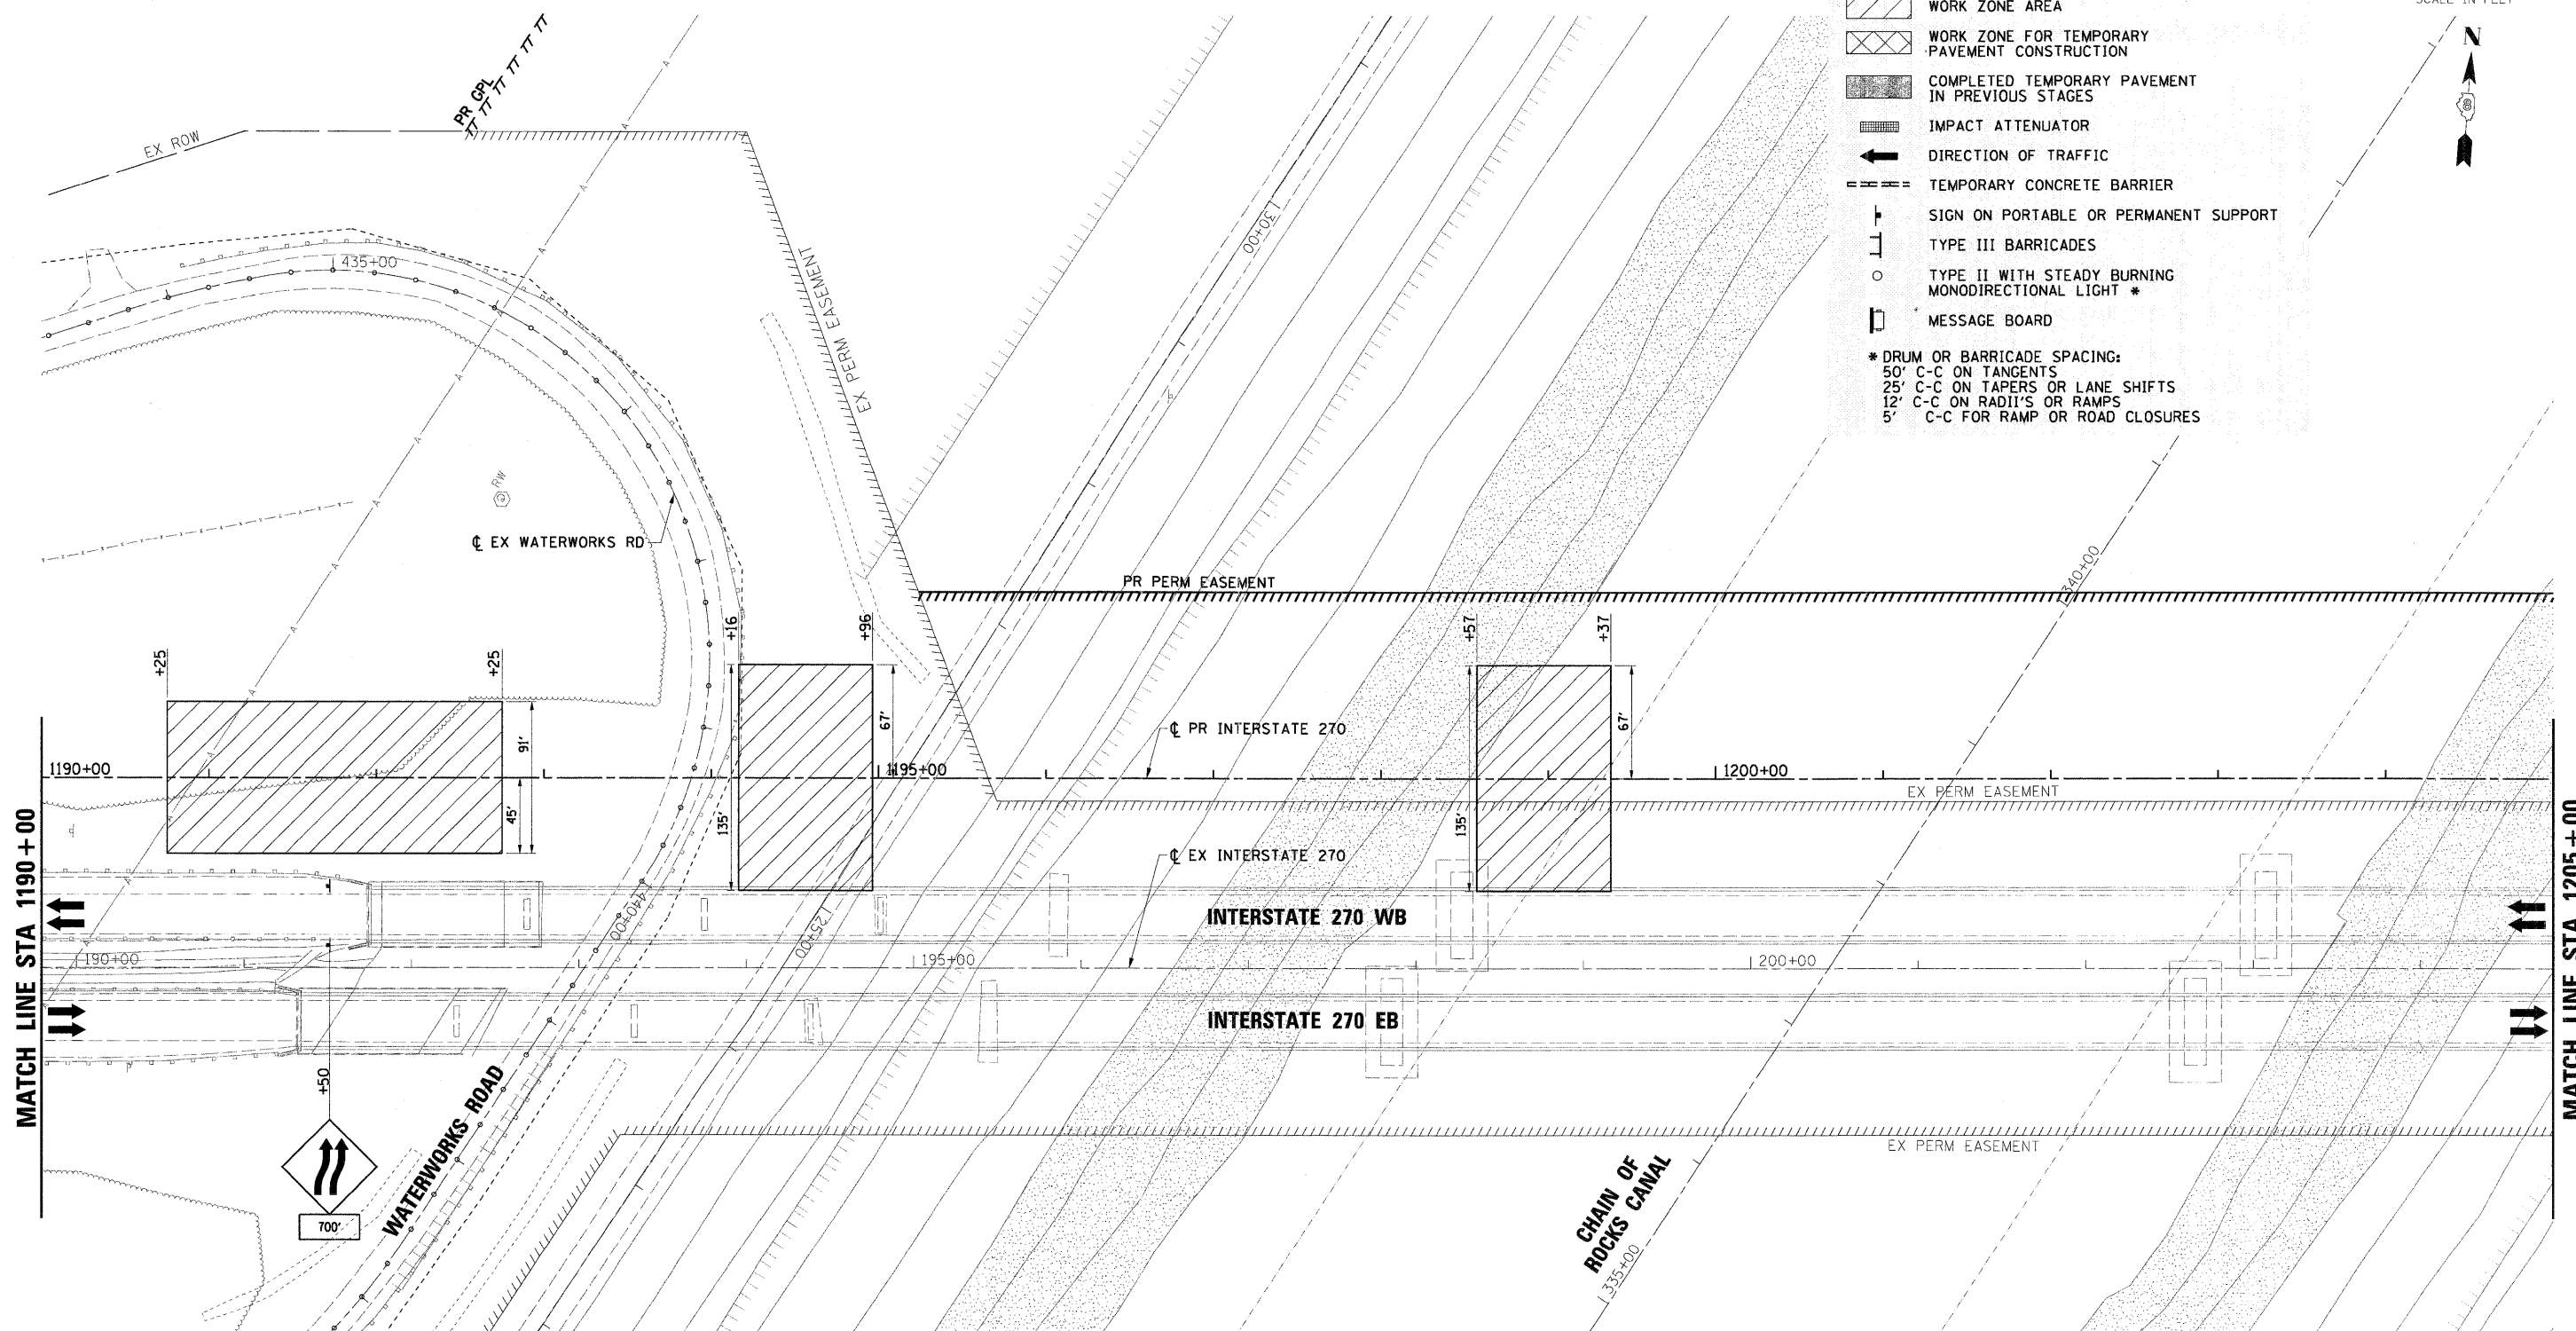 WORK ZONE AREA
WORK ZONE FOR TEMPORARY
PAVEMENT CONSTRUCTION
COMPLETED TEMPORARY PAVEMENT
IN PREVIOUS STAGES
IMPACT ATTENUATOR
DIRECTION OF TRAFFIC
TEMPORARY CONCRETE BARRIER
SIGN ON PORTABLE OR PERMANENT SUPPORT
TYPE III BARRICADES
TYPE II WITH STEADY BURNING
MONODIRECTIONAL LIGHT *
MESSAGE BOARD
* DRUM OR BARRICADE SPACING:
50' C-C ON TANGENTS
25' C-C ON TAPERS OR LANE SHIFTS
12' C-C ON RADII'S OR RAMPS
5' C-C FOR RAMP OR ROAD CLOSURES
SCALE IN FEET
N
8
PR GPL
EX ROW
435+00
EX PERM EASEMENT
130+00
RW
℄ EX WATERWORKS RD
PR PERM EASEMENT
340+00
+25
+25
+16
+96
+57
+37
91'
45'
67'
135'
67'
135'
℄ PR INTERSTATE 270
1190+00
1195+00
1200+00
EX PERM EASEMENT
℄ EX INTERSTATE 270
MATCH LINE STA 1190+00
MATCH LINE STA 1205+00
INTERSTATE 270 WB
440+00
125+00
190+00
195+00
200+00
INTERSTATE 270 EB
+50
700'
WATERWORKS ROAD
EX PERM EASEMENT
CHAIN OF
ROCKS CANAL
335+00